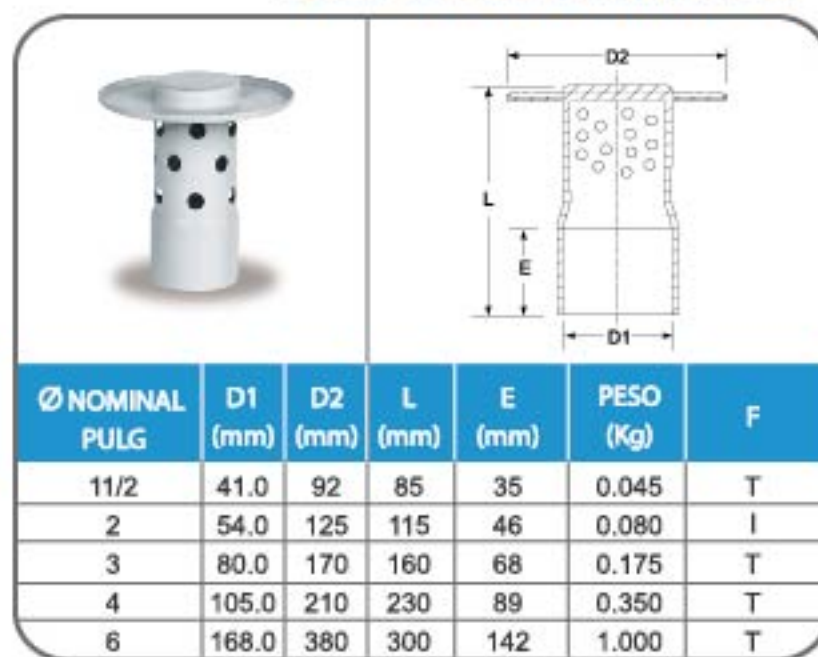 D2
L
E
D1
Ø NOMINAL PULG D1 (mm) D2 (mm) L (mm) E (mm) PESO (Kg) F
11/2 41.0 92 85 35 0.045 T
2 54.0 125 115 46 0.080 I
3 80.0 170 160 68 0.175 T
4 105.0 210 230 89 0.350 T
6 168.0 380 300 142 1.000 T